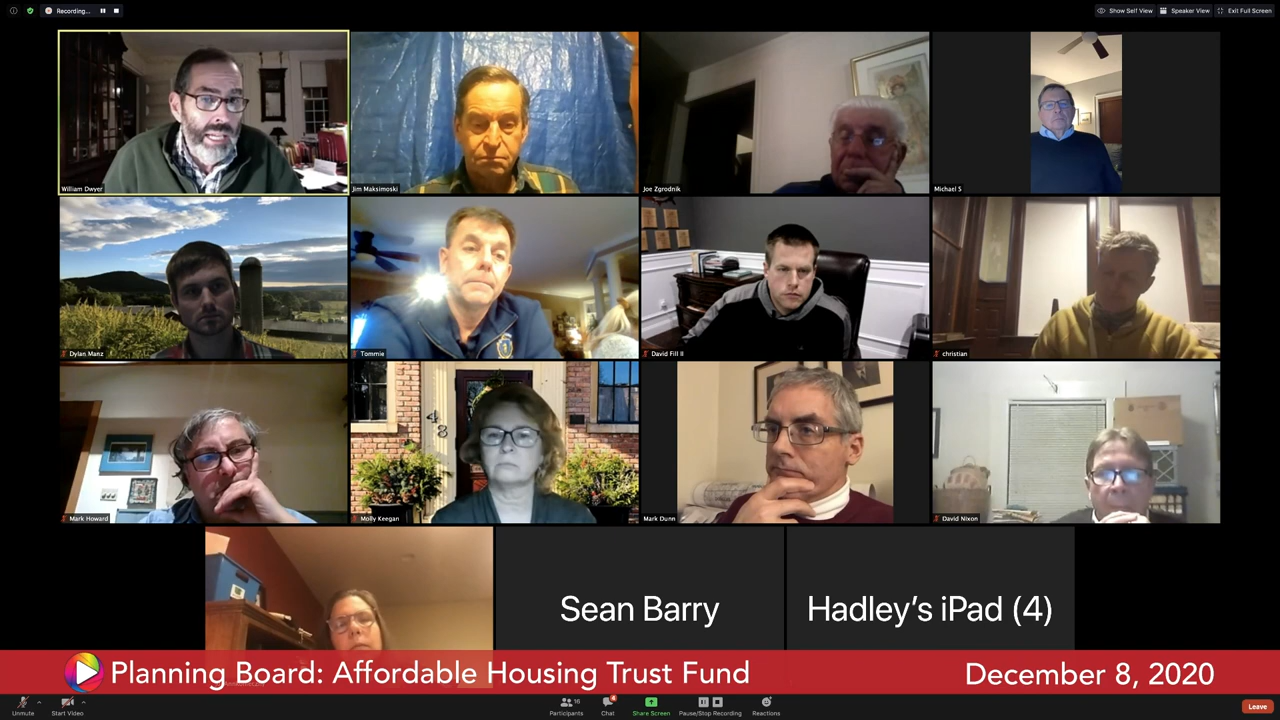 Recording...
Show Self View
Speaker View
Exit Full Screen
William Dwyer
Jim Maksimoski
Joe Zgrodnik
Michael S
Dylan Manz
Tommie
David Fill II
christian
48
Mark Howard
Molly Keegan
Mark Dunn
David Nixon
Sean Barry
Hadley's iPad (4)
Planning Board: Affordable Housing Trust Fund
December 8, 2020
Unmute
Start Video
16
Participants
Chat
Share Screen
Pause/Stop Recording
Reactions
Leave